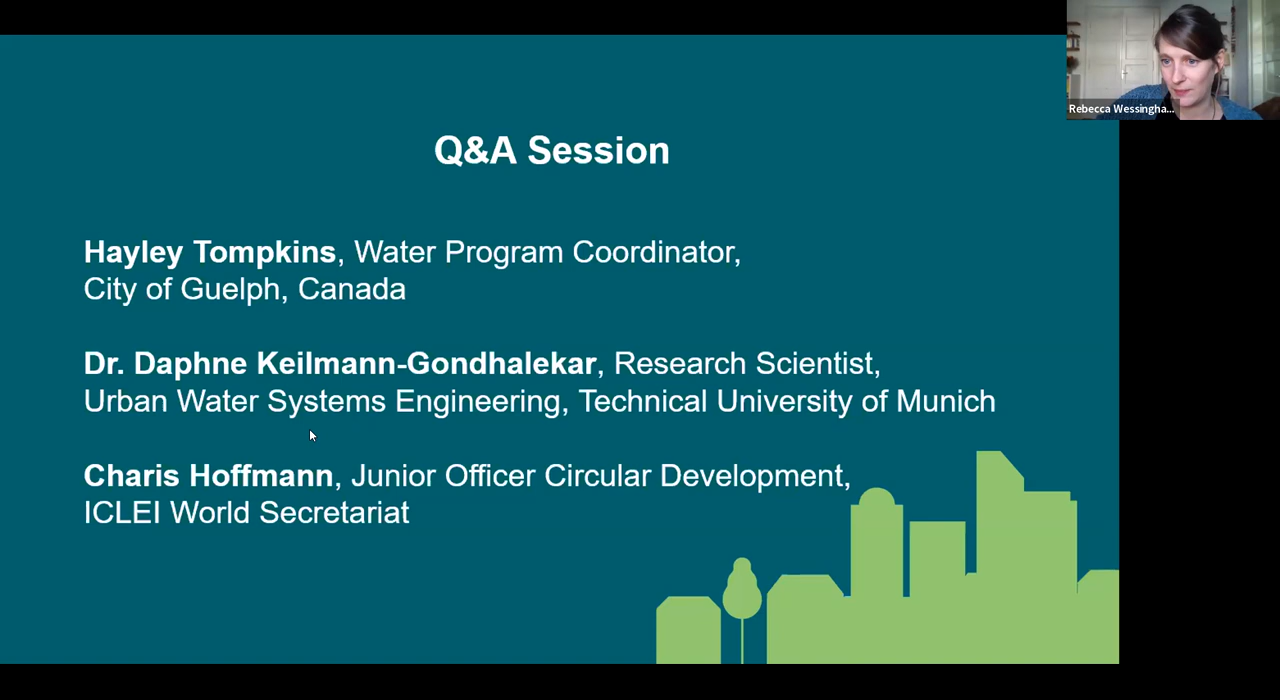 Rebecca Wessingha...
Q&A Session
Hayley Tompkins, Water Program Coordinator,
City of Guelph, Canada
Dr. Daphne Keilmann-Gondhalekar, Research Scientist,
Urban Water Systems Engineering, Technical University of Munich
Charis Hoffmann, Junior Officer Circular Development,
ICLEI World Secretariat